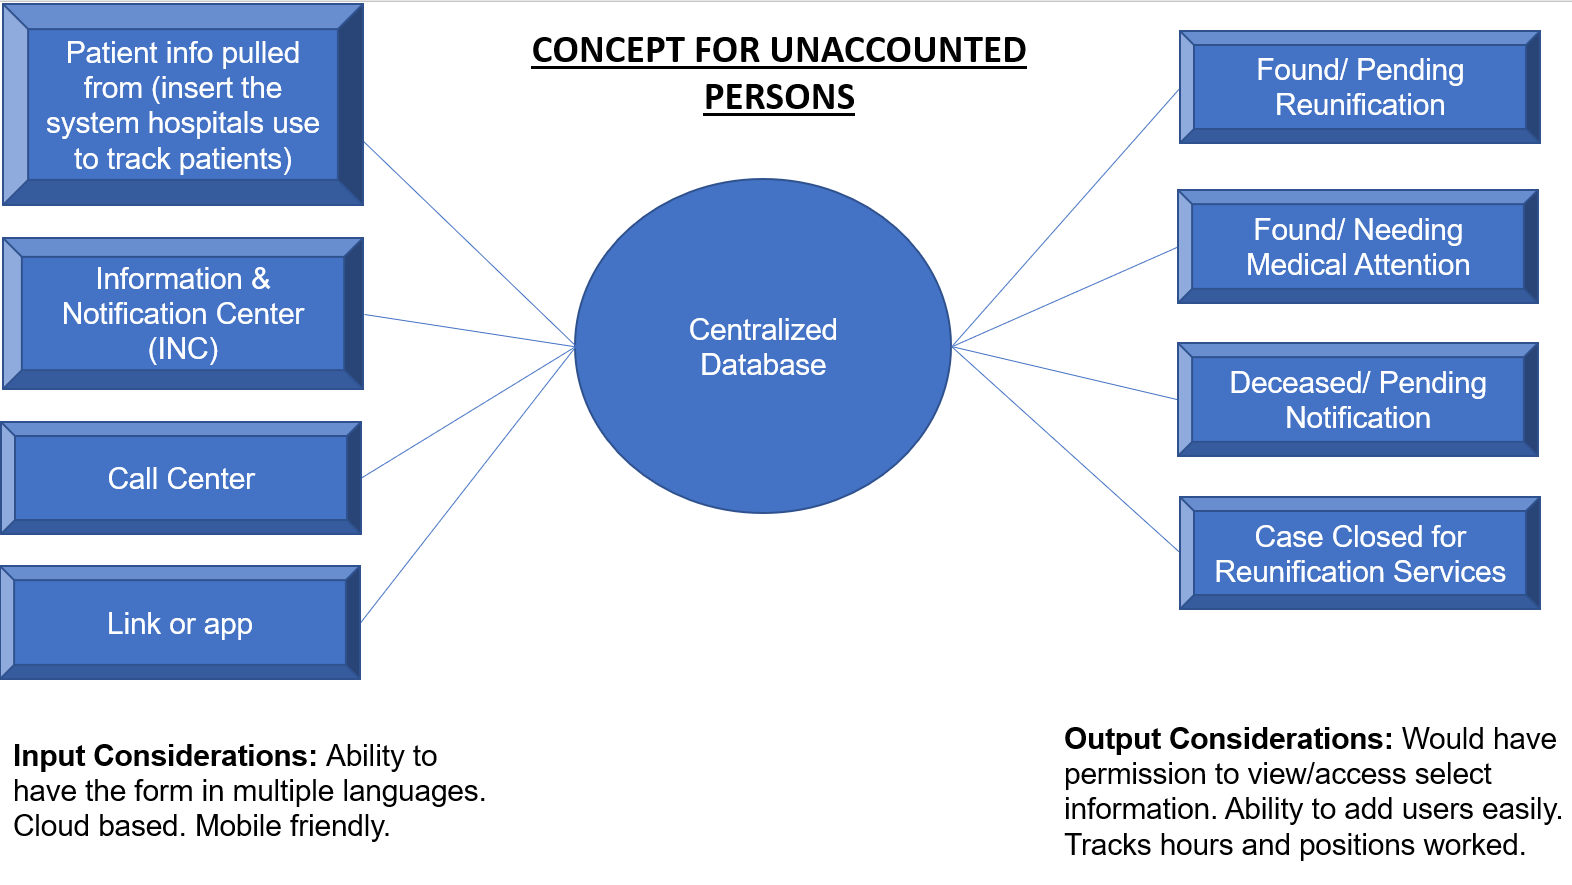 CONCEPT FOR UNACCOUNTED
PERSONS
Patient info pulled
from (insert the
system hospitals use
to track patients)
Information &
Notification Center
(INC)
Call Center
Link or app
Centralized
Database
Found/ Pending
Reunification
Found/ Needing
Medical Attention
Deceased/ Pending
Notification
Case Closed for
Reunification Services
Input Considerations: Ability to
have the form in multiple languages.
Cloud based. Mobile friendly.
Output Considerations: Would have
permission to view/access select
information. Ability to add users easily.
Tracks hours and positions worked.